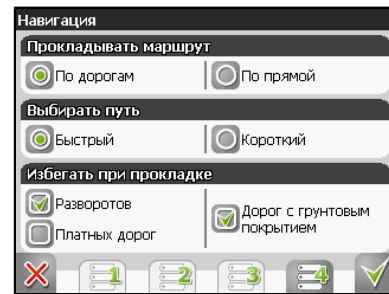 Навигация
Прокладывать маршрут
По дорогам По прямой
Выбирать путь
Быстрый Короткий
Избегать при прокладке
Разворотов
Дорог с грунтовым покрытием
Платных дорог
1 2 3 4